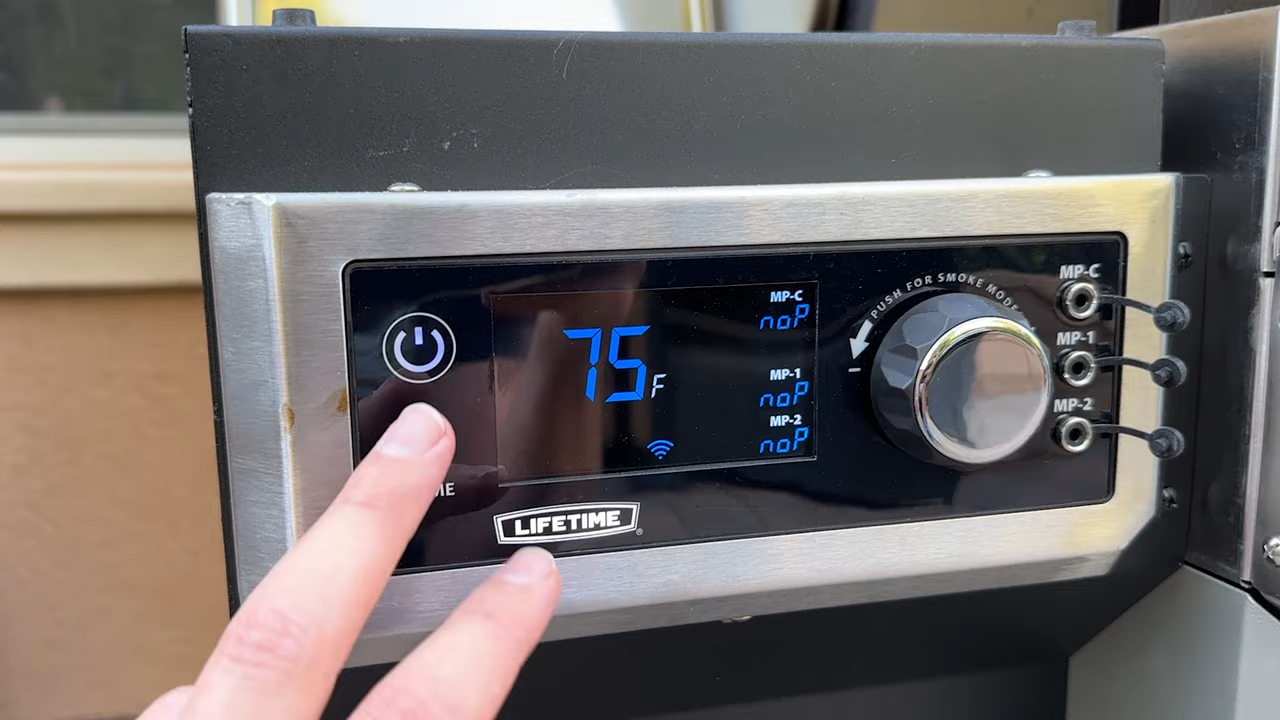 75F
MP-C
noP
MP-1
noP
MP-2
noP
PUSH FOR SMOKE MODE
MP-C
MP-1
MP-2
LIFETIME®